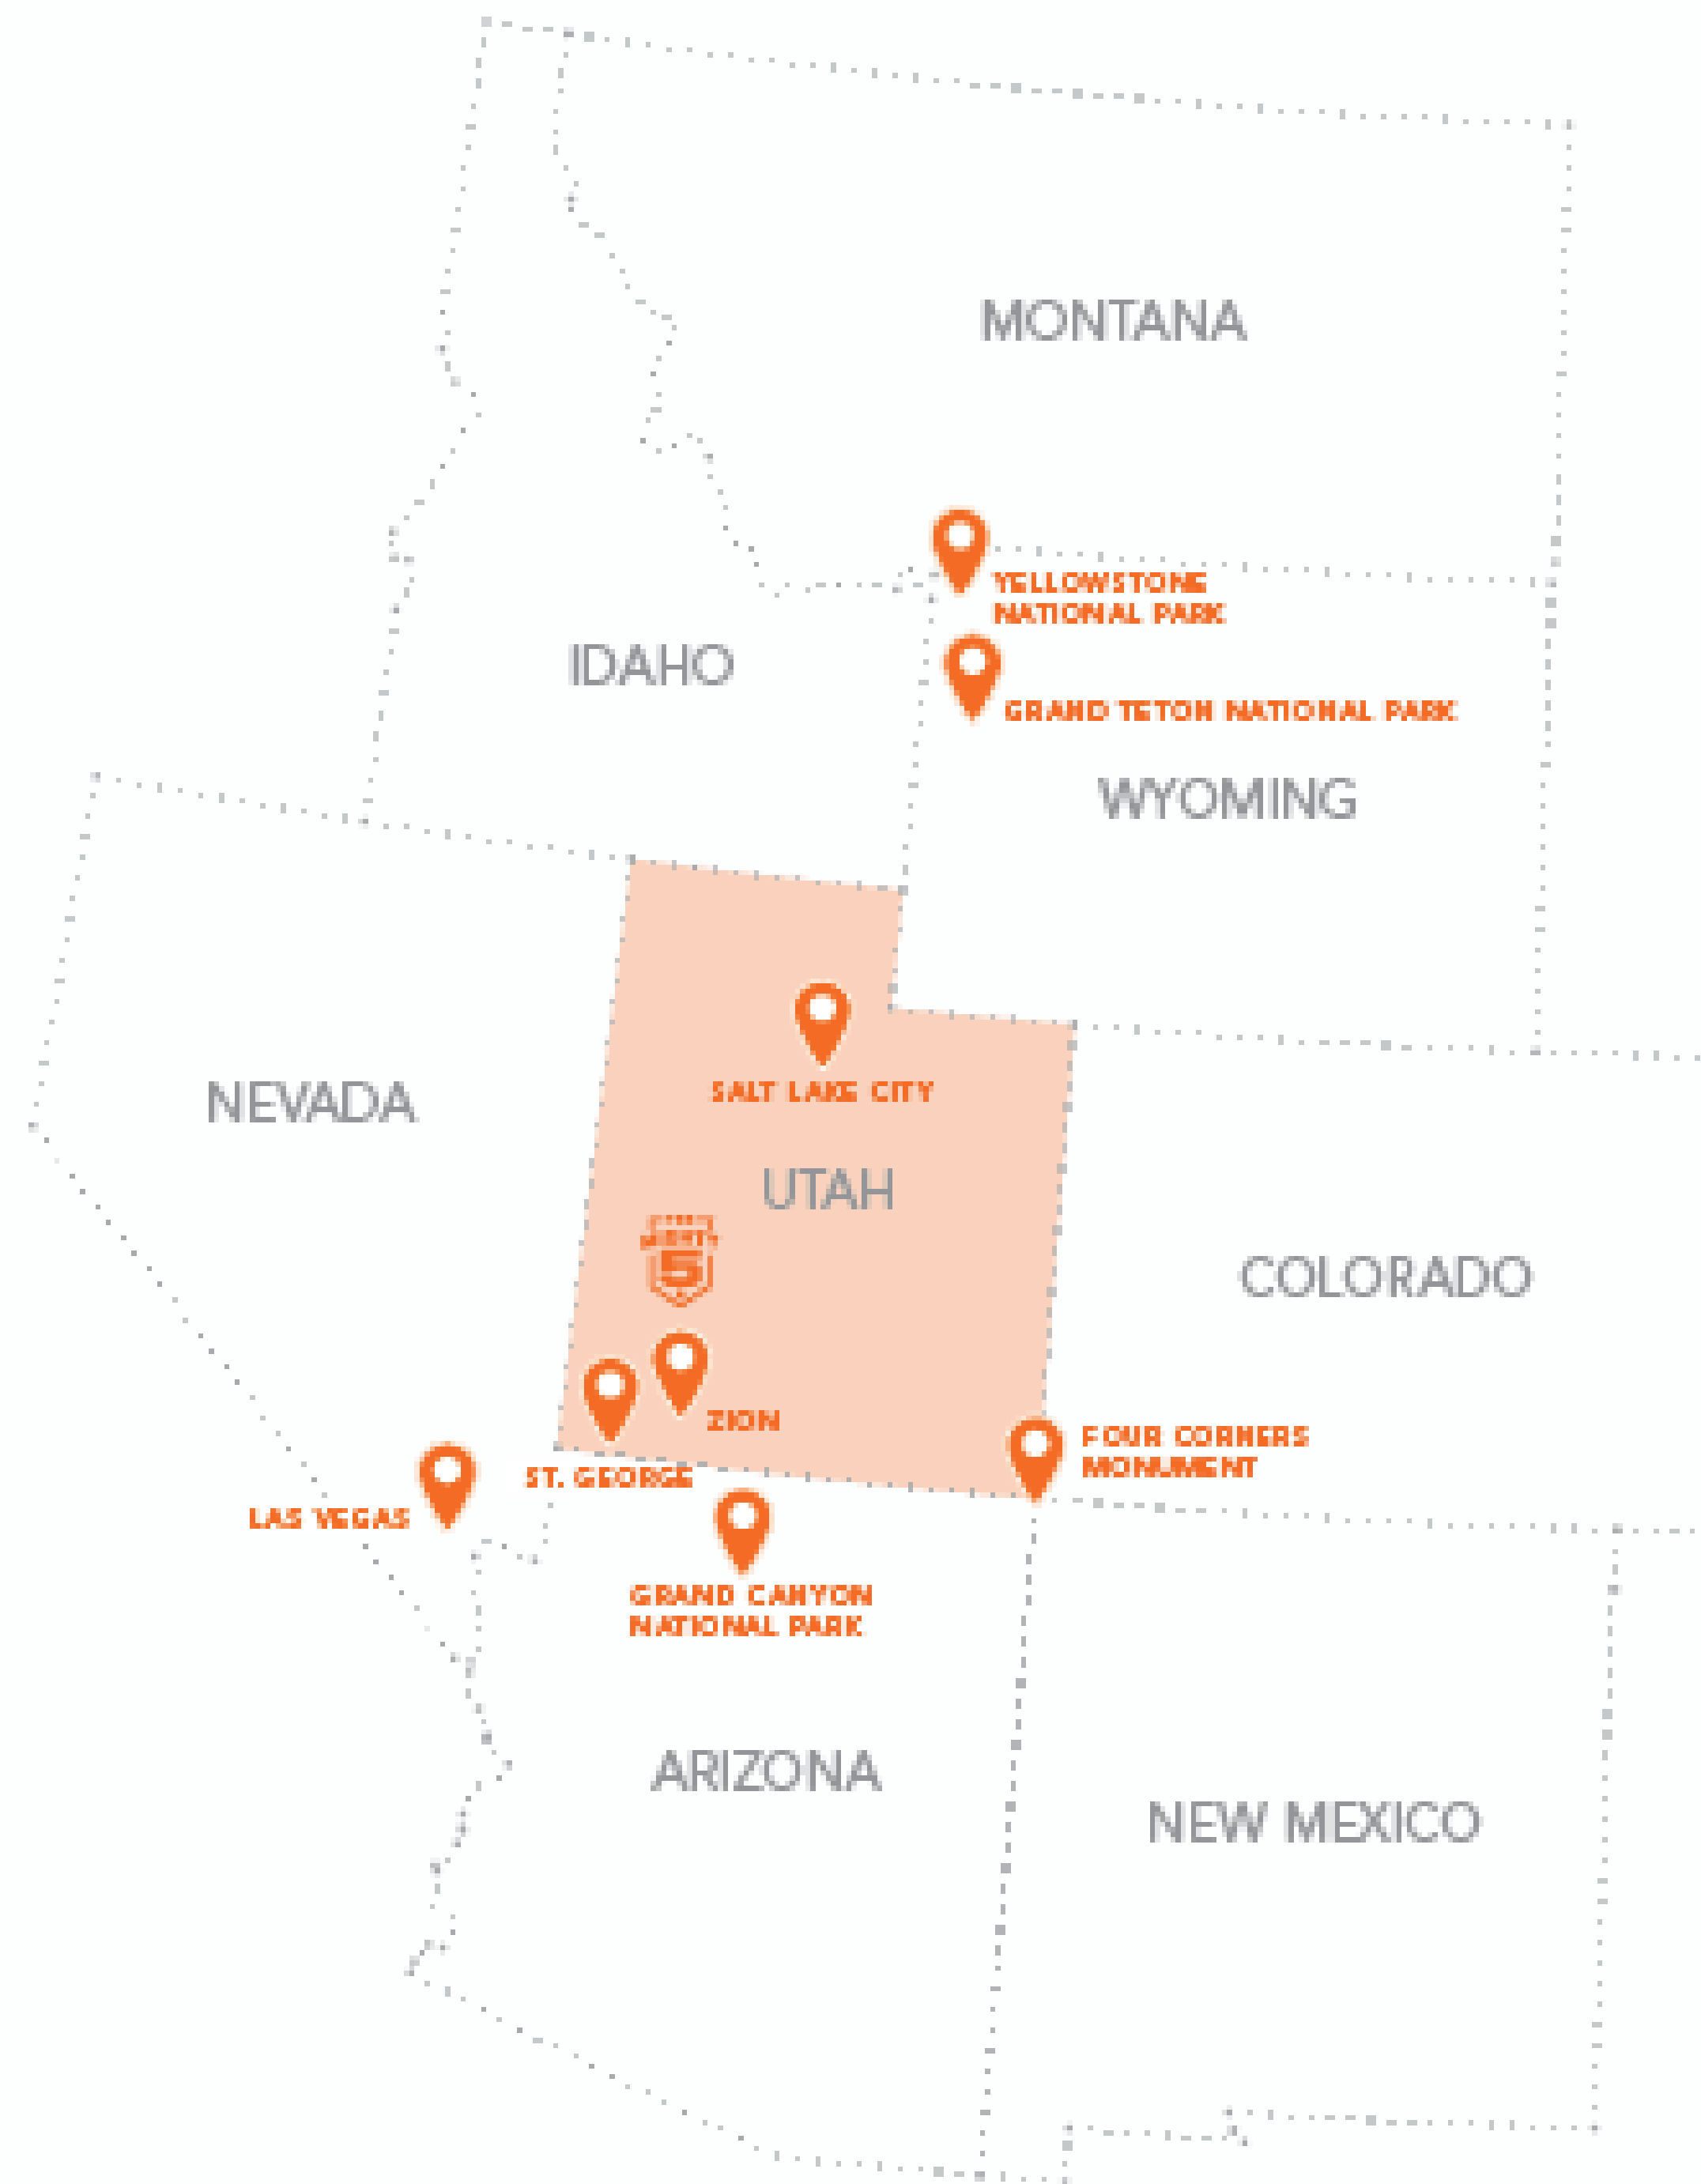 MONTANA
YELLOWSTONE
NATIONAL PARK
IDAHO
GRAND TETON NATIONAL PARK
WYOMING
NEVADA
SALT LAKE CITY
UTAH
5
COLORADO
ZION
FOUR CORNERS
MONUMENT
ST. GEORGE
LAS VEGAS
GRAND CANYON
NATIONAL PARK
ARIZONA
NEW MEXICO